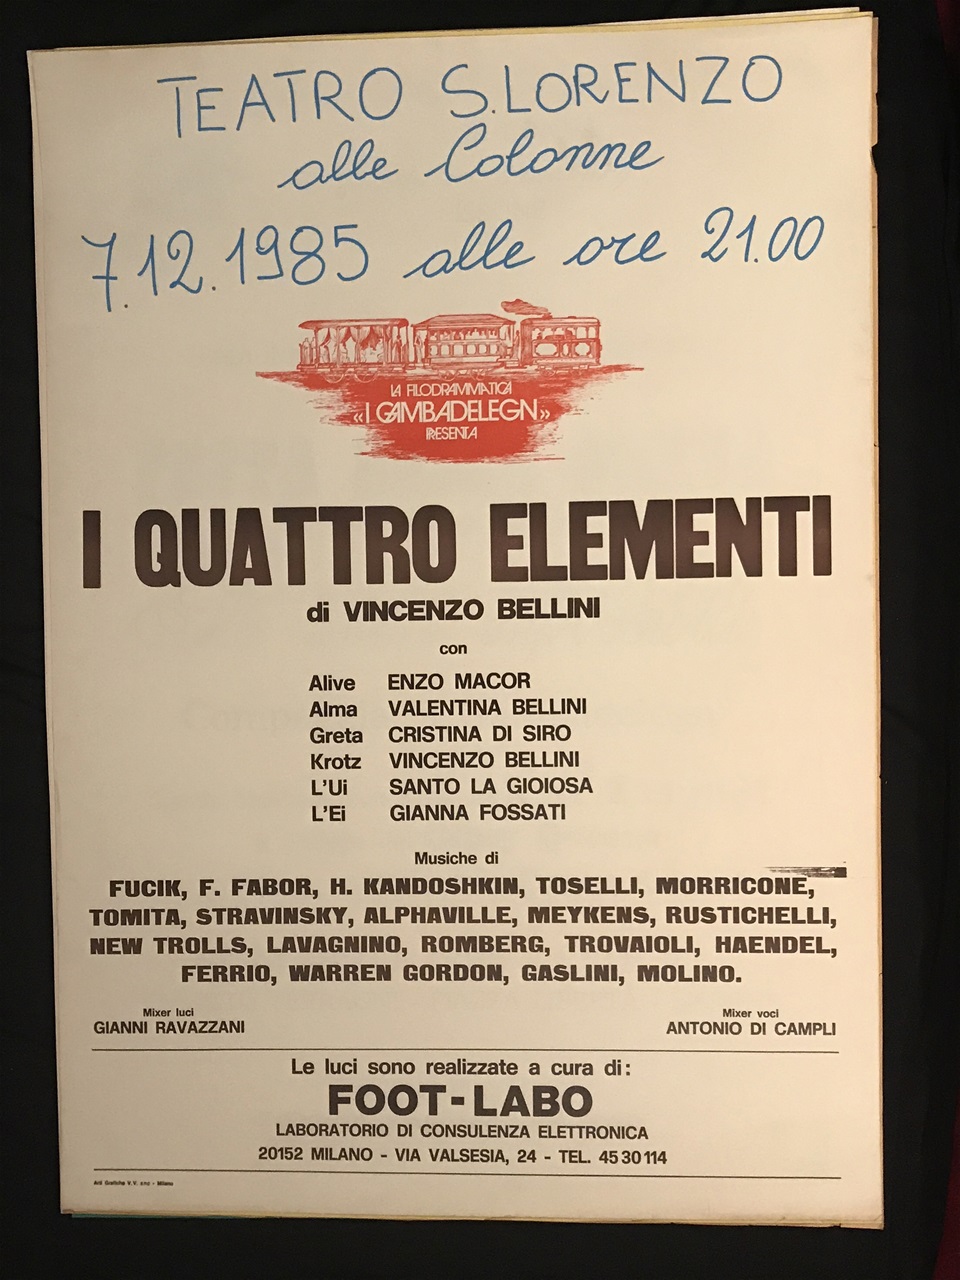 TEATRO S. LORENZO
alle Colonne
7.12.1985 alle ore 21.00
LA FILODRAMMATICA
«I GAMBADELEGN»
PRESENTA
I QUATTRO ELEMENTI
di VINCENZO BELLINI
con
Alive ENZO MACOR
Alma VALENTINA BELLINI
Greta CRISTINA DI SIRO
Krotz VINCENZO BELLINI
L'Ui SANTO LA GIOIOSA
L'Ei GIANNA FOSSATI
Musiche di
FUCIK, F. FABOR, H. KANDOSHKIN, TOSELLI, MORRICONE,
TOMITA, STRAVINSKY, ALPHAVILLE, MEYKENS, RUSTICHELLI,
NEW TROLLS, LAVAGNINO, ROMBERG, TROVAIOLI, HAENDEL,
FERRIO, WARREN GORDON, GASLINI, MOLINO.
Mixer luci
GIANNI RAVAZZANI
Mixer voci
ANTONIO DI CAMPLI
Le luci sono realizzate a cura di:
FOOT-LABO
LABORATORIO DI CONSULENZA ELETTRONICA
20152 MILANO - VIA VALSESIA, 24 - TEL. 4530114
Grafiche V.V. snc - Milano